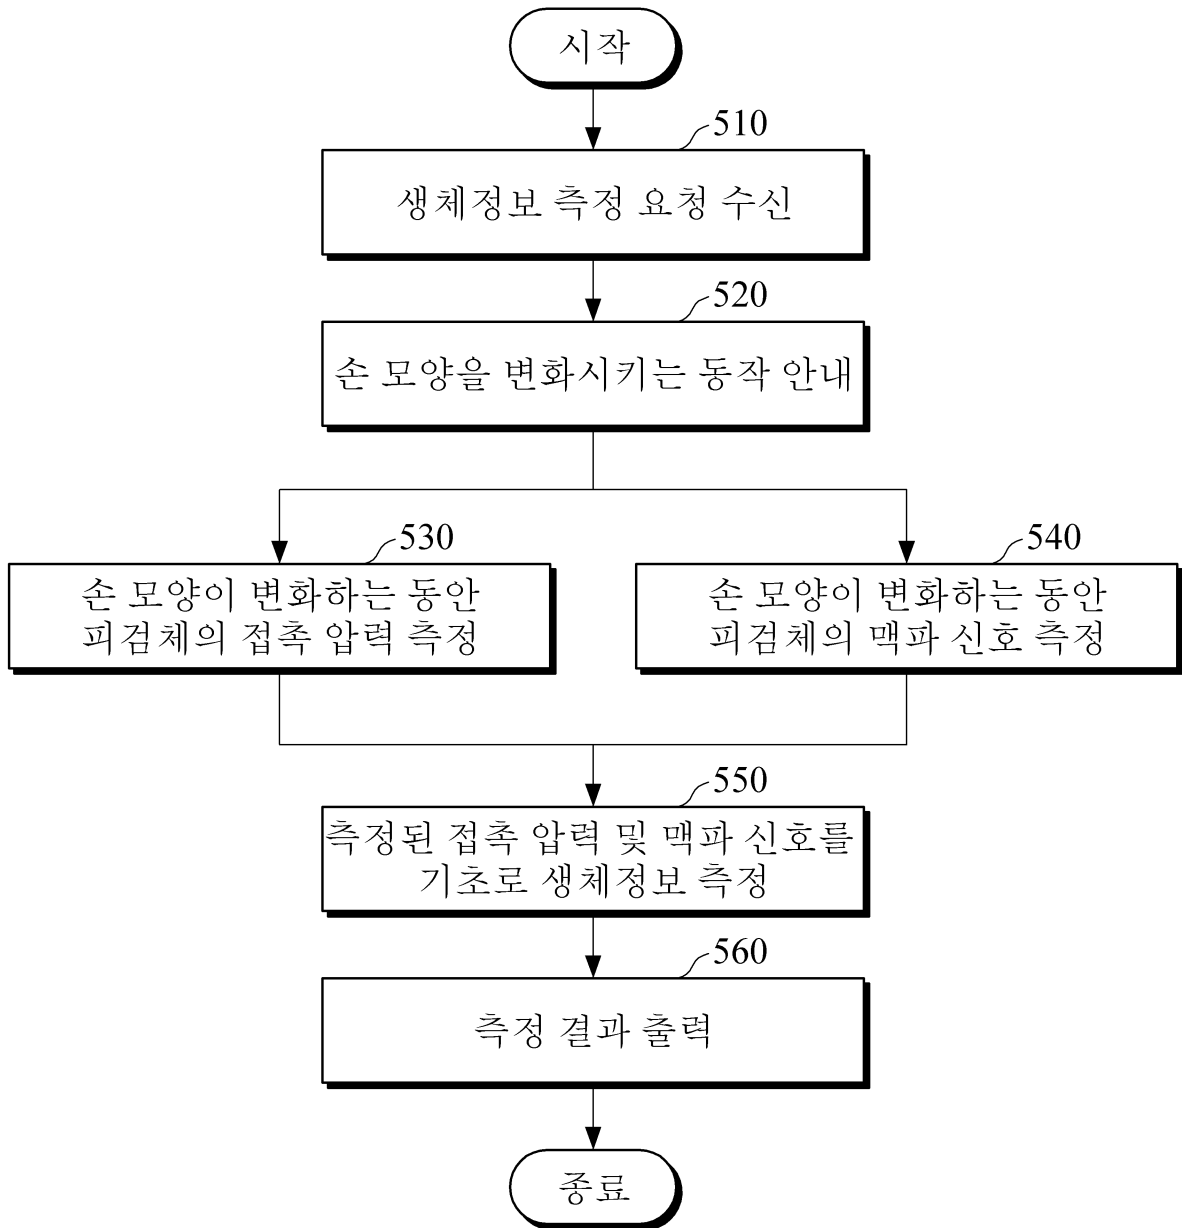 시작
510
생체정보 측정 요청 수신
520
손 모양을 변화시키는 동작 안내
530
손 모양이 변화하는 동안
피검체의 접촉 압력 측정
540
손 모양이 변화하는 동안
피검체의 맥파 신호 측정
550
측정된 접촉 압력 및 맥파 신호를
기초로 생체정보 측정
560
측정 결과 출력
종료